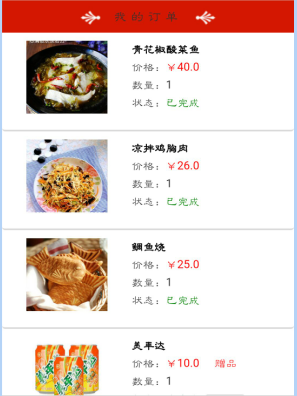 我的订单
青花椒酸菜鱼
价格：￥40.0
数量：1
状态：已完成
凉拌鸡胸肉
价格：￥26.0
数量：1
状态：已完成
鲷鱼烧
价格：￥25.0
数量：1
状态：已完成
美年达
价格：￥10.0 赠品
数量：1